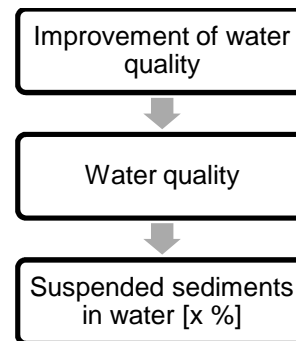 Improvement of water
quality
Water quality
Suspended sediments
in water [x %]